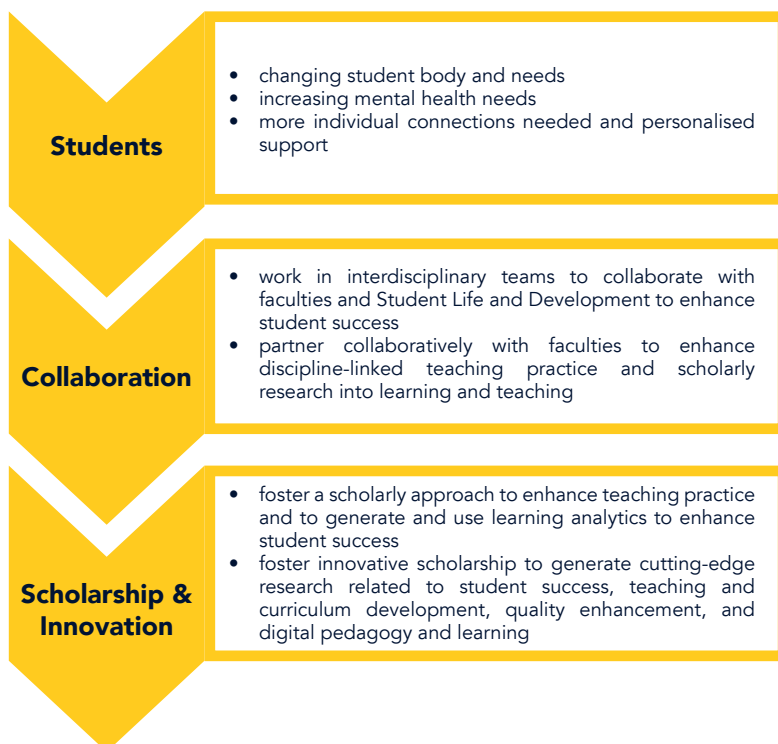 Students
• changing student body and needs
• increasing mental health needs
• more individual connections needed and personalised
support
Collaboration
• work in interdisciplinary teams to collaborate with
faculties and Student Life and Development to enhance
student success
• partner collaboratively with faculties to enhance
discipline-linked teaching practice and scholarly
research into learning and teaching
Scholarship &
Innovation
• foster a scholarly approach to enhance teaching practice
and to generate and use learning analytics to enhance
student success
• foster innovative scholarship to generate cutting-edge
research related to student success, teaching and
curriculum development, quality enhancement, and
digital pedagogy and learning